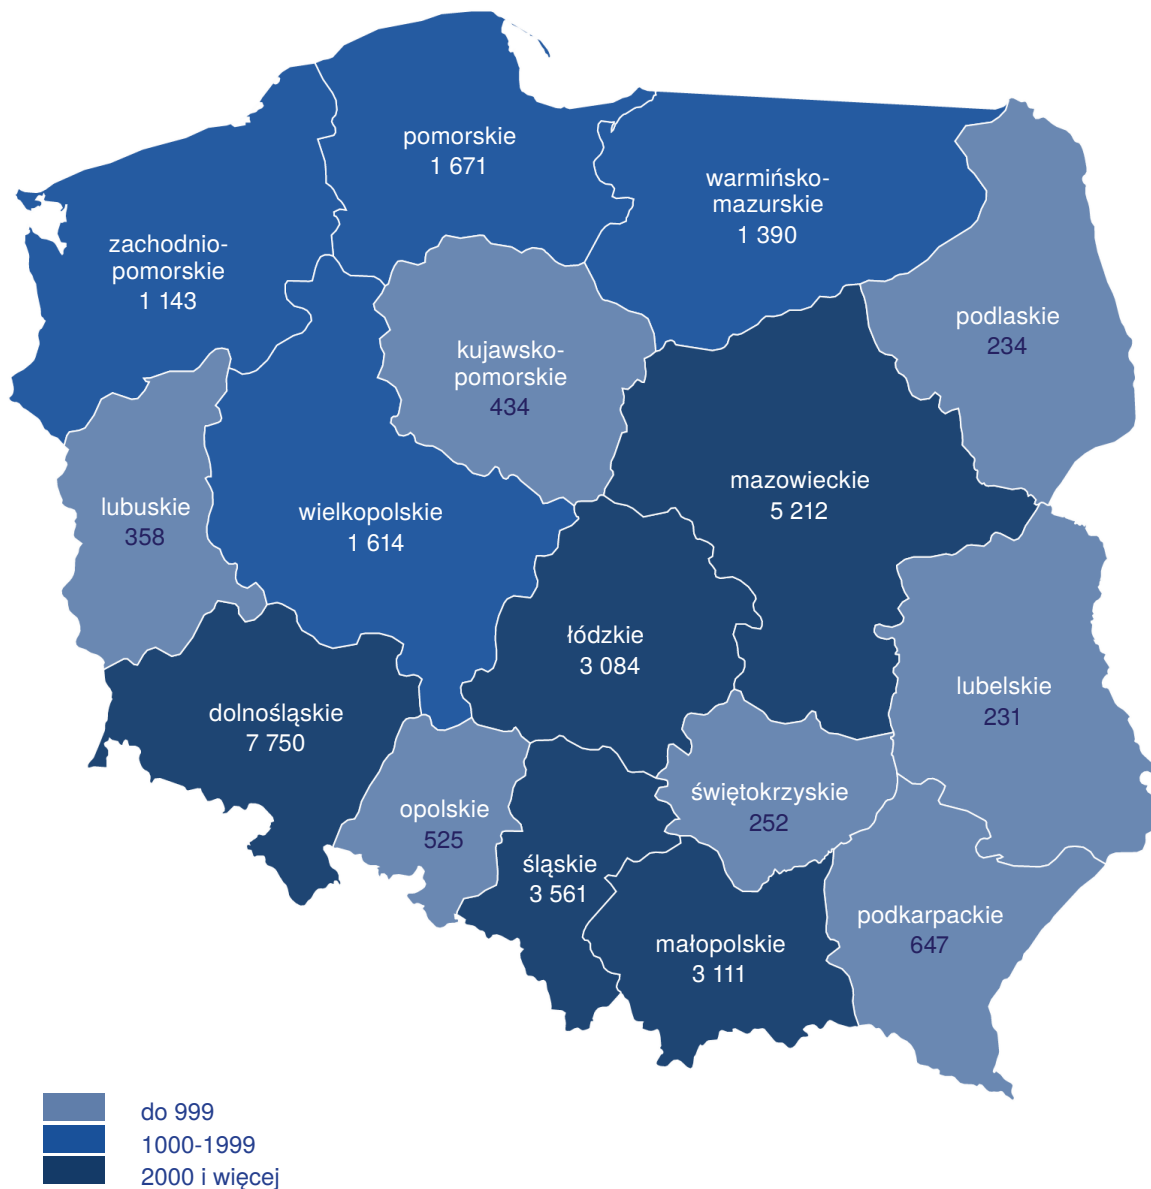 pomorskie
1 671
warmińsko-
mazurskie
1 390
zachodnio-
pomorskie
1 143
podlaskie
234
kujawsko-
pomorskie
434
mazowieckie
5 212
lubuskie
358
wielkopolskie
1 614
łódzkie
3 084
lubelskie
231
dolnośląskie
7 750
opolskie
525
świętokrzyskie
252
śląskie
3 561
małopolskie
3 111
podkarpackie
647
do 999
1000-1999
2000 i więcej